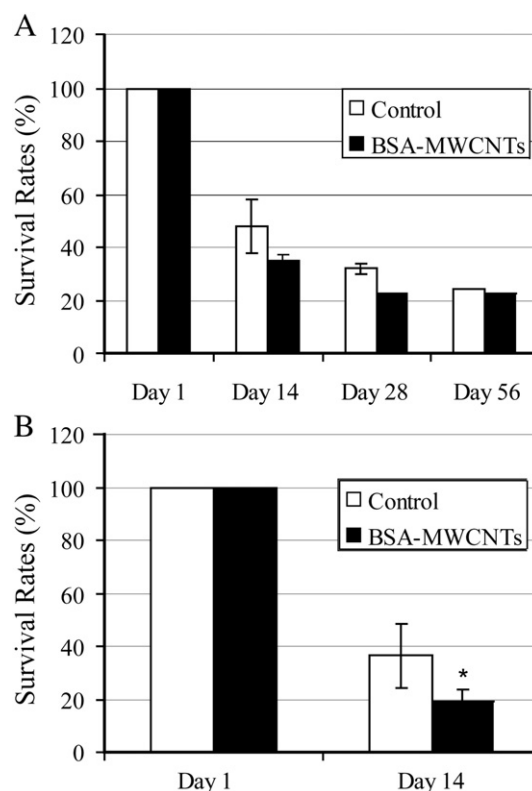 A
120
100
80
60
40
20
0
Survival Rates (%)
Control
BSA-MWCNTs
Day 1 Day 14 Day 28 Day 56
B
120
100
80
60
40
20
0
Survival Rates (%)
Control
BSA-MWCNTs
*
Day 1 Day 14